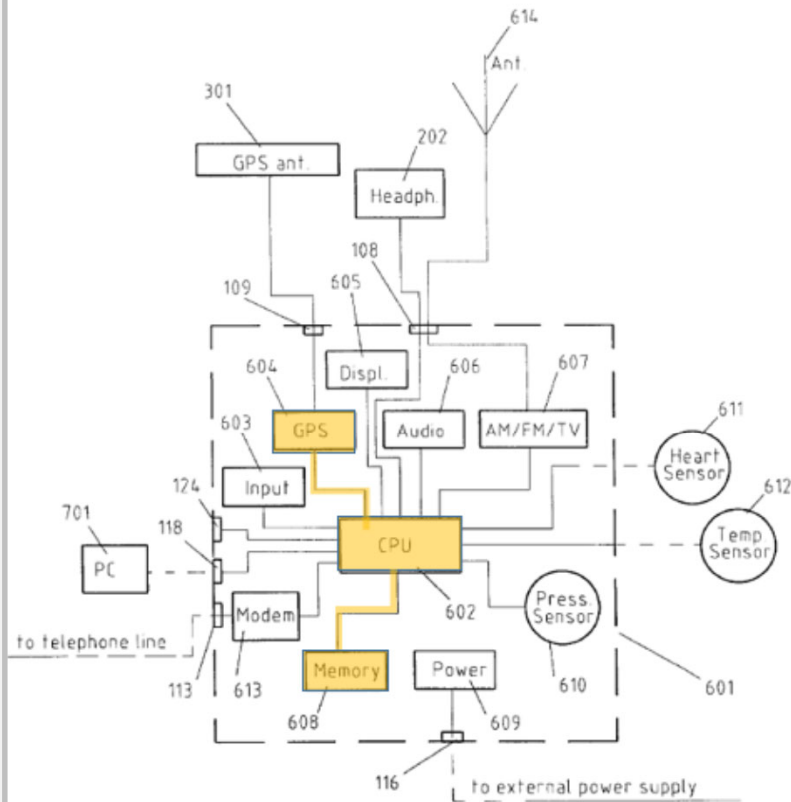 614
Ant.
301
GPS ant.
202
Headph.
108
605
109
Displ.
604
606
607
GPS
Audio
AM/FM/TV
611
603
Heart
Sensor
Input
124
612
701
118
CPU
Temp
Sensor
PC
602
Press.
Sensor
Modem
to telephone line
113
613
Memory
Power
610
601
608
609
116
to external power supply